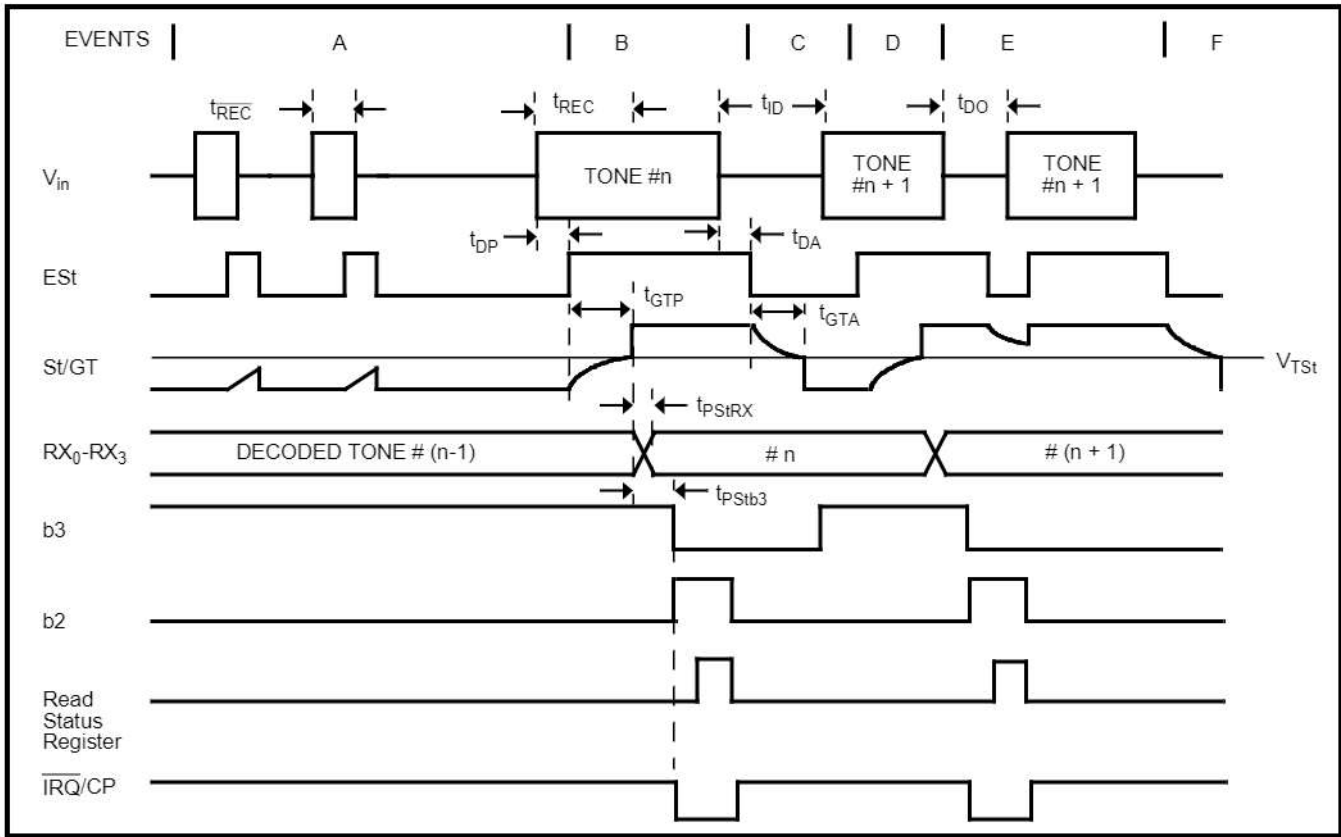 EVENTS A B C D E F
tREC tREC tID tDO
Vin TONE #n TONE #n + 1 TONE #n + 1
tDP tDA
ESt
tGTP tGTA
St/GT VTSt
tPStRX
RX0-RX3 DECODED TONE # (n-1) # n # (n + 1)
tPStb3
b3
b2
Read
Status
Register
IRQ/CP